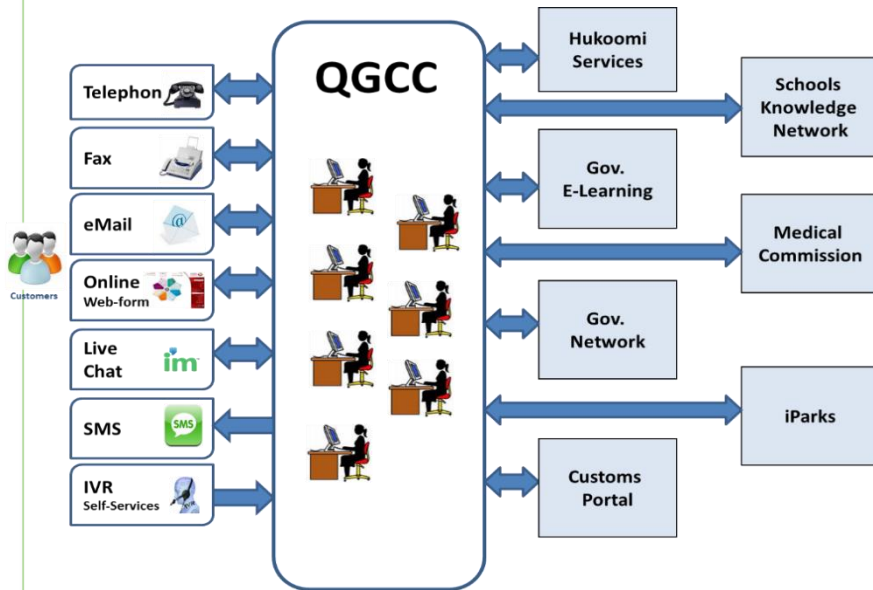 QGCC
Customers
Telephon
Fax
eMail
@
Online
Web-form
Live
Chat
im
SMS
SMS
IVR
Self-Services
Hukoomi
Services
Schools
Knowledge
Network
Gov.
E-Learning
Medical
Commission
Gov.
Network
iParks
Customs
Portal